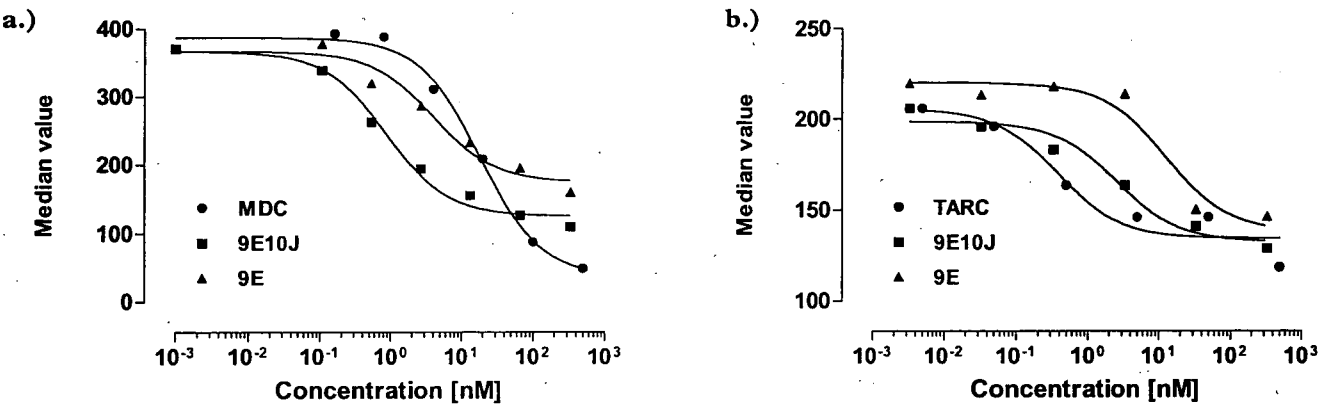 a.)
Median value
400
300
200
100
0
MDC
9E10J
9E
10-3 10-2 10-1 100 101 102 103
Concentration [nM]
b.)
Median value
250
200
150
100
TARC
9E10J
9E
10-3 10-2 10-1 100 101 102 103
Concentration [nM]